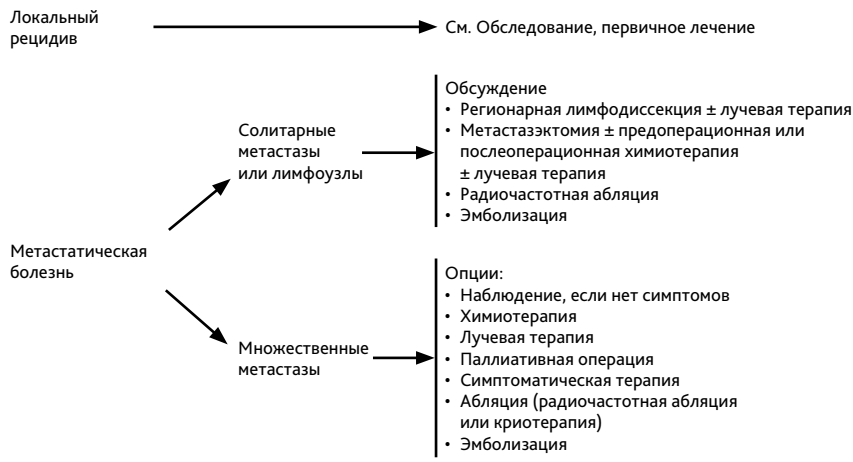 Локальный
рецидив
См. Обследование, первичное лечение
Солитарные
метастазы
или лимфоузлы
Обсуждение
• Регионарная лимфодиссекция ± лучевая терапия
• Метастазэктомия ± предоперационная или
послеоперационная химиотерапия
± лучевая терапия
• Радиочастотная абляция
• Эмболизация
Метастатическая
болезнь
Множественные
метастазы
Опции:
• Наблюдение, если нет симптомов
• Химиотерапия
• Лучевая терапия
• Паллиативная операция
• Симптоматическая терапия
• Абляция (радиочастотная абляция
или криотерапия)
• Эмболизация